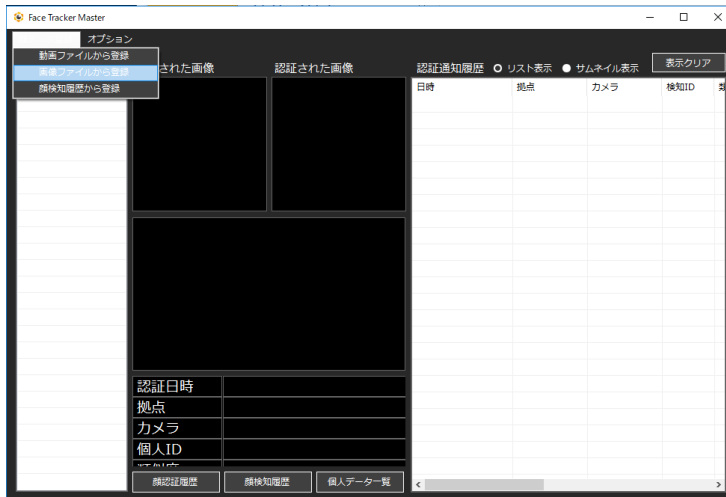 Face Tracker Master
オプション
動画ファイルから登録
画像ファイルから登録
顔検知履歴から登録
された画像
認証された画像
認証通知履歴 リスト表示 サムネイル表示 表示クリア
日時 拠点 カメラ 検知ID 類
認証日時
拠点
カメラ
個人ID
類似度
顔認証履歴 顔検知履歴 個人データ一覧